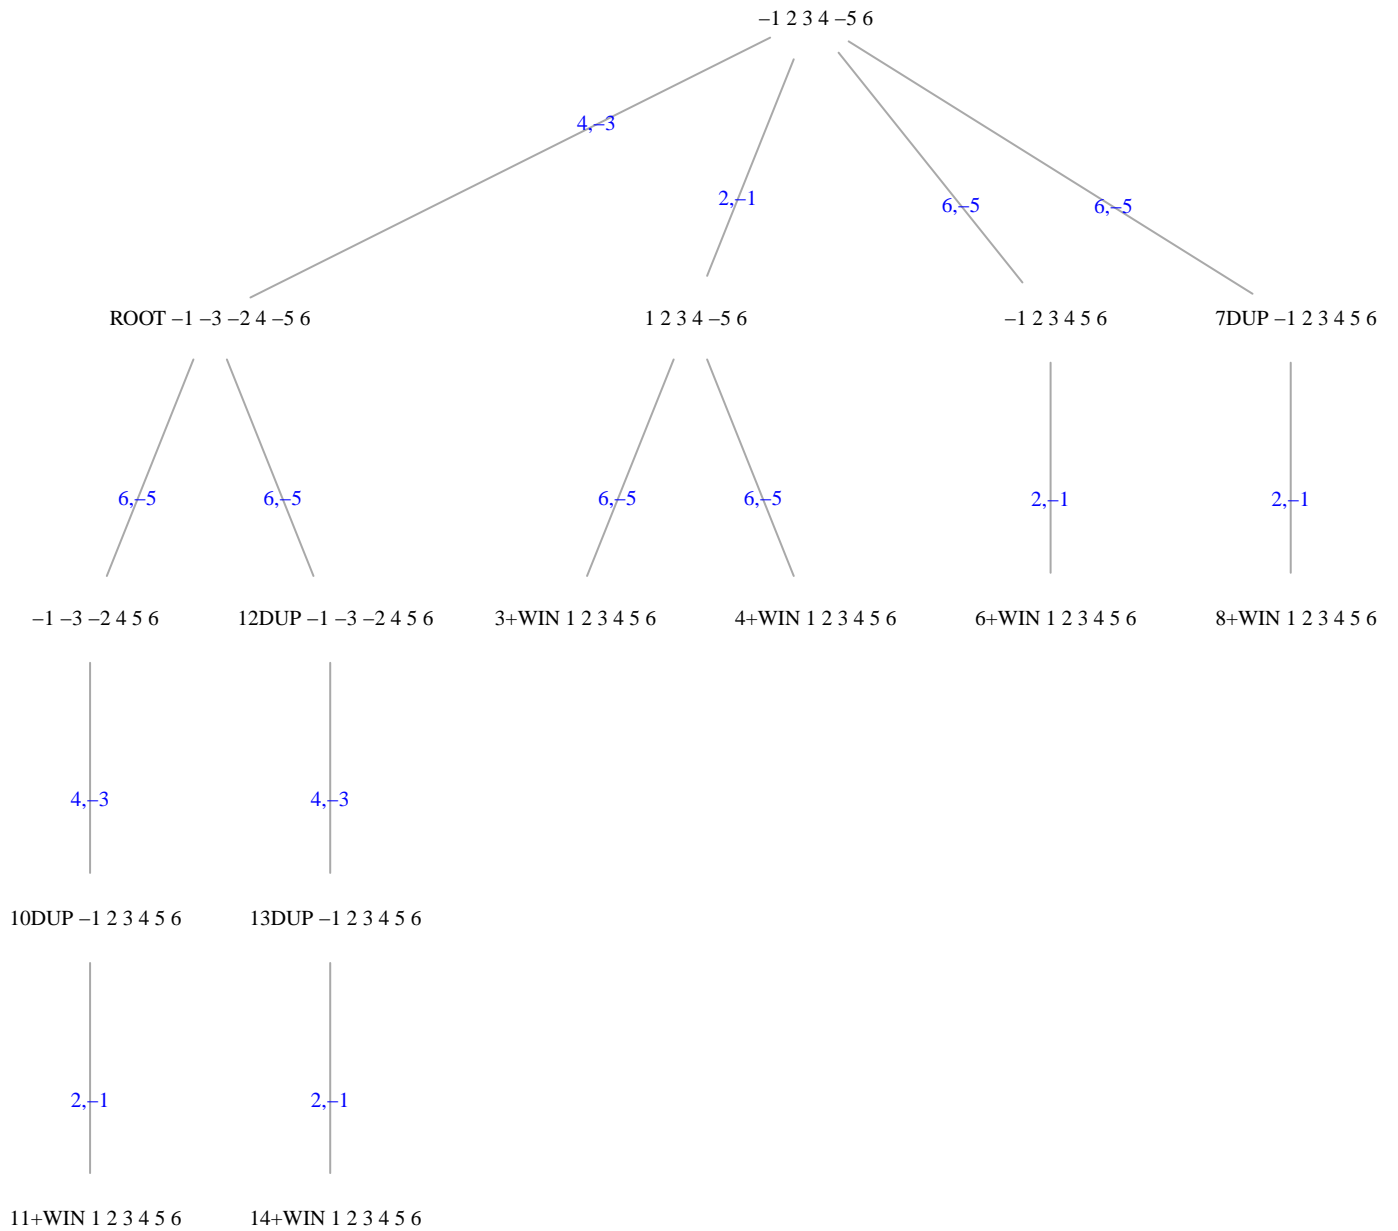 –1 2 3 4 –5 6
4,–3
2,–1
6,–5
6,–5
ROOT –1 –3 –2 4 –5 6
1 2 3 4 –5 6
–1 2 3 4 5 6
7DUP –1 2 3 4 5 6
6,–5
6,–5
6,–5
6,–5
2,–1
2,–1
–1 –3 –2 4 5 6
12DUP –1 –3 –2 4 5 6
3+WIN 1 2 3 4 5 6
4+WIN 1 2 3 4 5 6
6+WIN 1 2 3 4 5 6
8+WIN 1 2 3 4 5 6
4,–3
4,–3
10DUP –1 2 3 4 5 6
13DUP –1 2 3 4 5 6
2,–1
2,–1
11+WIN 1 2 3 4 5 6
14+WIN 1 2 3 4 5 6